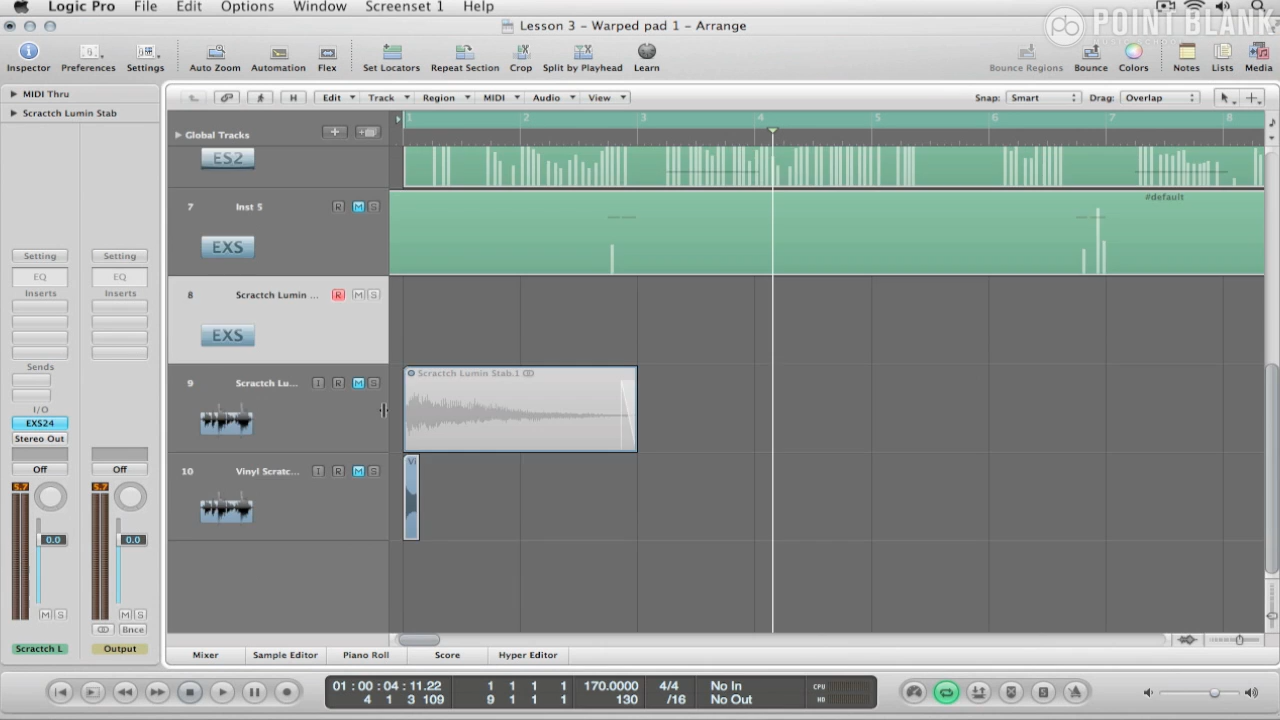 Logic Pro File Edit Options Window Screenset 1 Help
Lesson 3 - Warped pad 1 - Arrange
POINT BLANK
Inspector Preferences Settings Auto Zoom Automation Flex Set Locators Repeat Section Crop Split by Playhead Learn Bounce Regions Bounce Colors Notes Lists Media
MIDI Thru
H Edit Track Region MIDI Audio View Snap: Smart Drag: Overlap
Scractch Lumin Stab
1 2 3 4 5 6 7 8
Global Tracks
ES2
7 Inst 5 R M S
#default
EXS
8 Scractch Lumin ... R M S
EXS
Setting Setting
EQ EQ
Inserts Inserts
Sends
I/O
EXS24
Stereo Out
Off Off
9 Scractch Lu... I R M S
Scractch Lumin Stab.1
10 Vinyl Scratc... I R M S
Vi
5.7 5.7
0.0 0.0
M S M S
Bnce
Scractch L Output
Mixer Sample Editor Piano Roll Score Hyper Editor
01 : 00 : 04 : 11.22 1 1 1 1 170.0000 4/4 No In CPU
4 1 3 109 9 1 1 1 130 /16 No Out HD